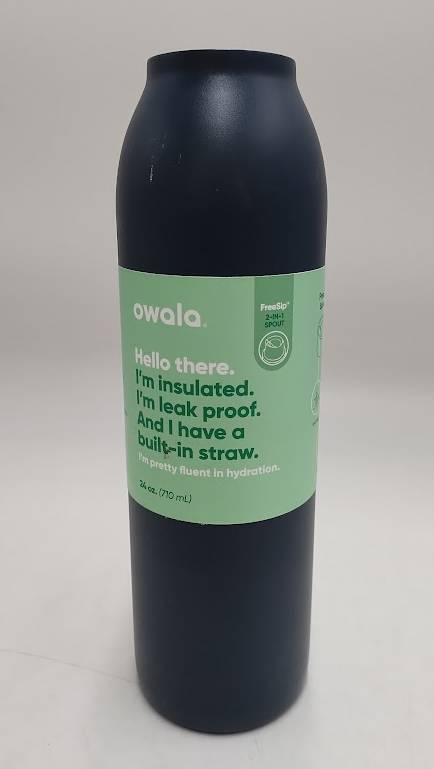 owala®
FreeSip™
2-IN-1
SPOUT
Hello there.
I'm insulated.
I'm leak proof.
And I have a
built-in straw.
I'm pretty fluent in hydration.
24 oz. (710 mL)